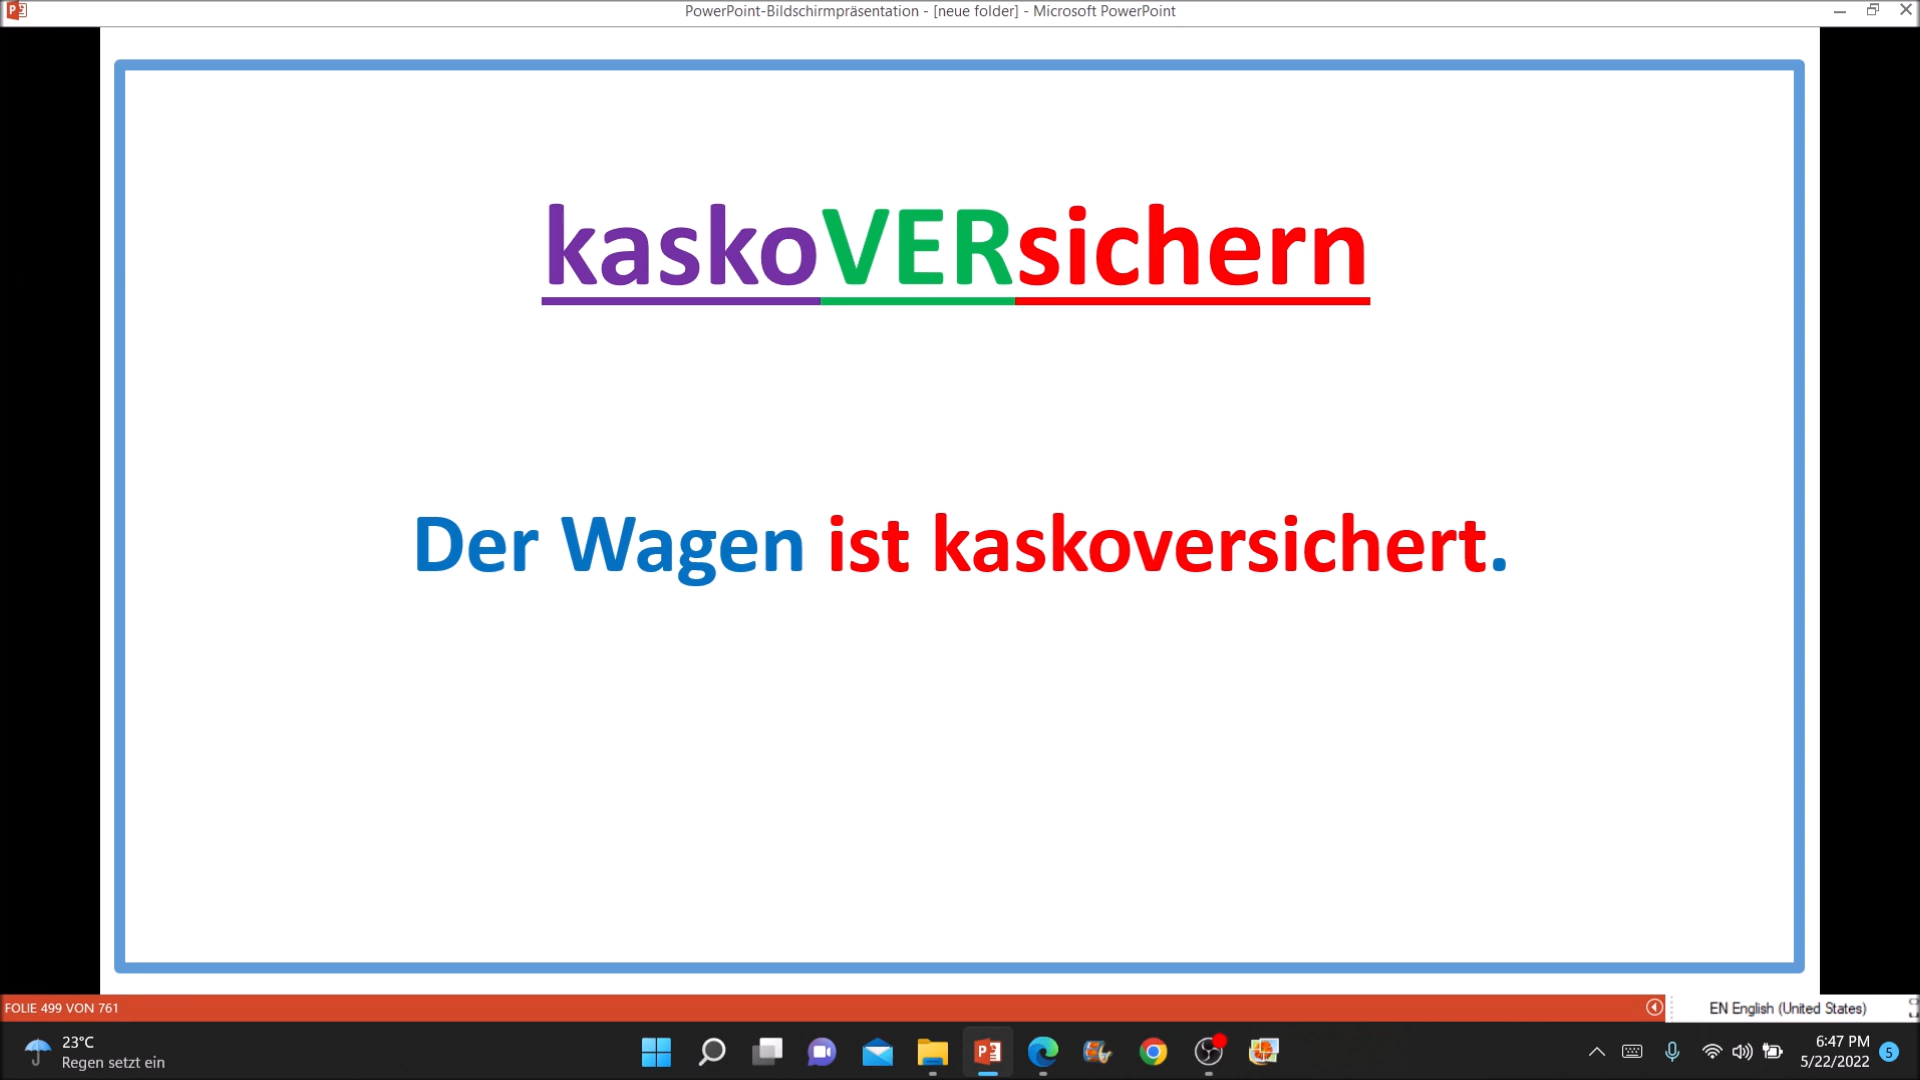 PowerPoint-Bildschirmpräsentation - [neue folder] - Microsoft PowerPoint
kaskoVERsichern
Der Wagen ist kaskoversichert.
FOLIE 499 VON 761
EN English (United States)
23°C
Regen setzt ein
6:47 PM
5/22/2022
5